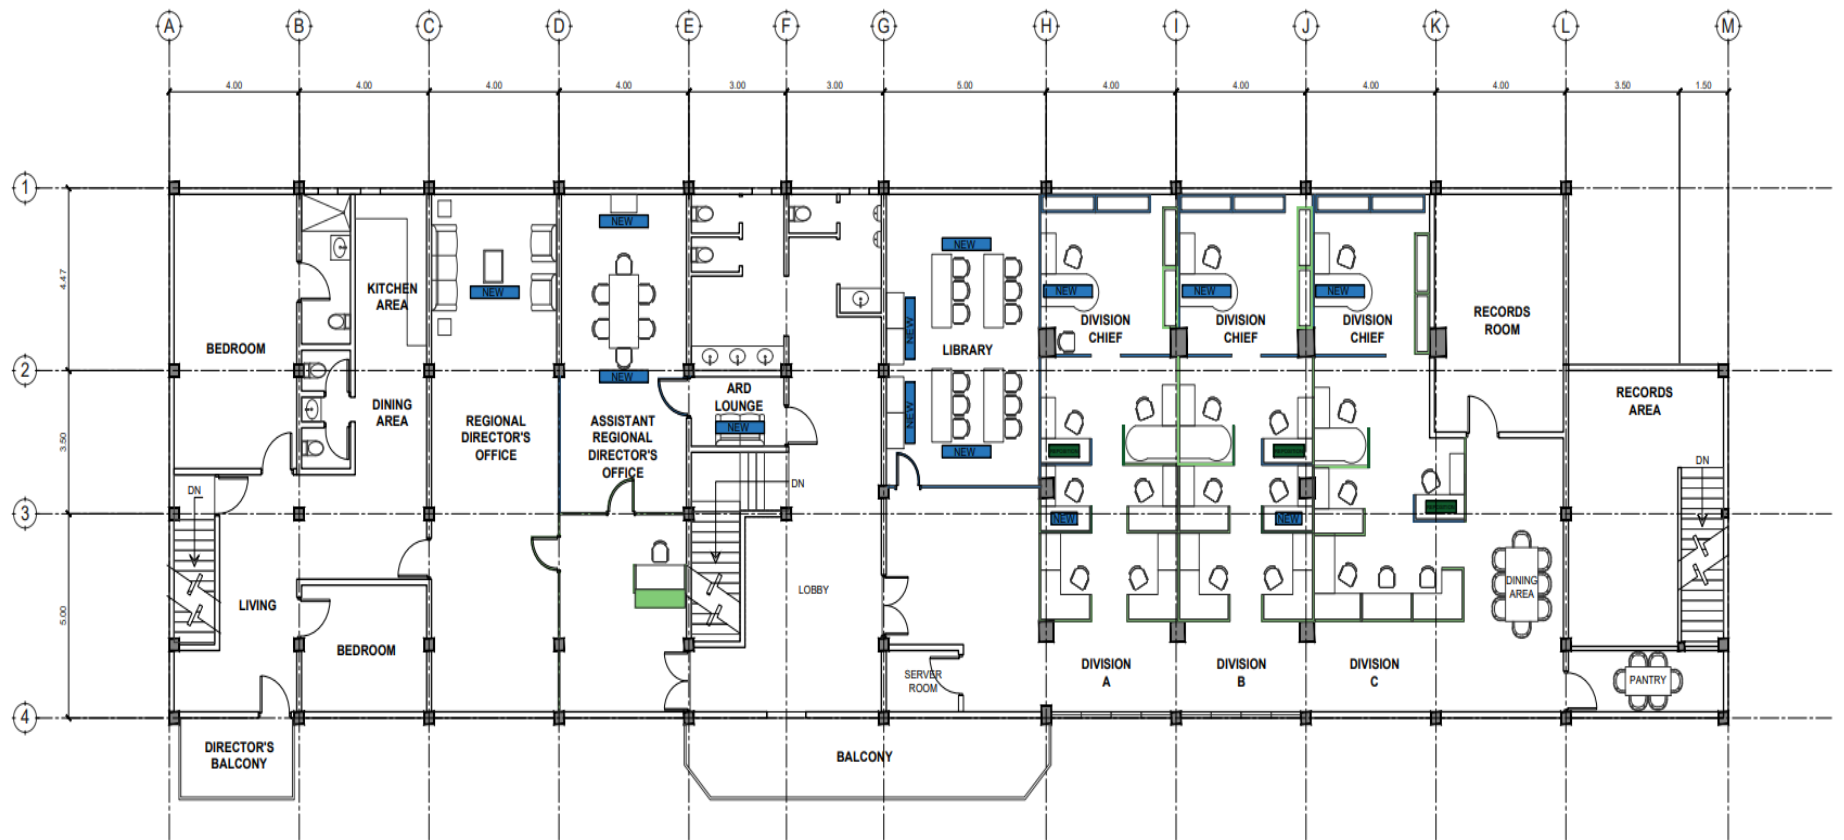 A B C D E F G H I J K L M
4.00 4.00 4.00 4.00 3.00 3.00 5.00 4.00 4.00 4.00 4.00 3.50 1.50
1
NEW
NEW
4.47
KITCHEN
AREA
NEW
NEW
NEW
NEW
NEW
RECORDS
ROOM
DIVISION
CHIEF
DIVISION
CHIEF
DIVISION
CHIEF
NEW
BEDROOM
LIBRARY
2
NEW
ARD
LOUNGE
NEW
RECORDS
AREA
DINING
AREA
NEW
REGIONAL
DIRECTOR'S
OFFICE
ASSISTANT
REGIONAL
DIRECTOR'S
OFFICE
3.50
NEW
DN
DN
DN
3
NEW
NEW
5.00
LIVING
LOBBY
DINING
AREA
BEDROOM
SERVER
ROOM
DIVISION
A
DIVISION
B
DIVISION
C
PANTRY
4
DIRECTOR'S
BALCONY
BALCONY